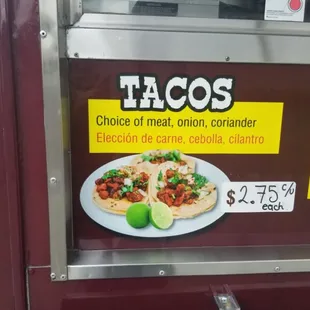 TACOS
Choice of meat, onion, coriander
Elección de carne, cebolla, cilantro
$2.75 c/u
each